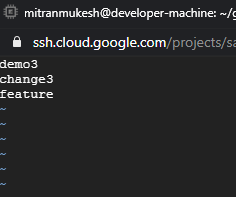 mitranmukesh@developer-machine: ~/g
ssh.cloud.google.com/projects/sa
demo3
change3
feature
~
~
~
~
~
~